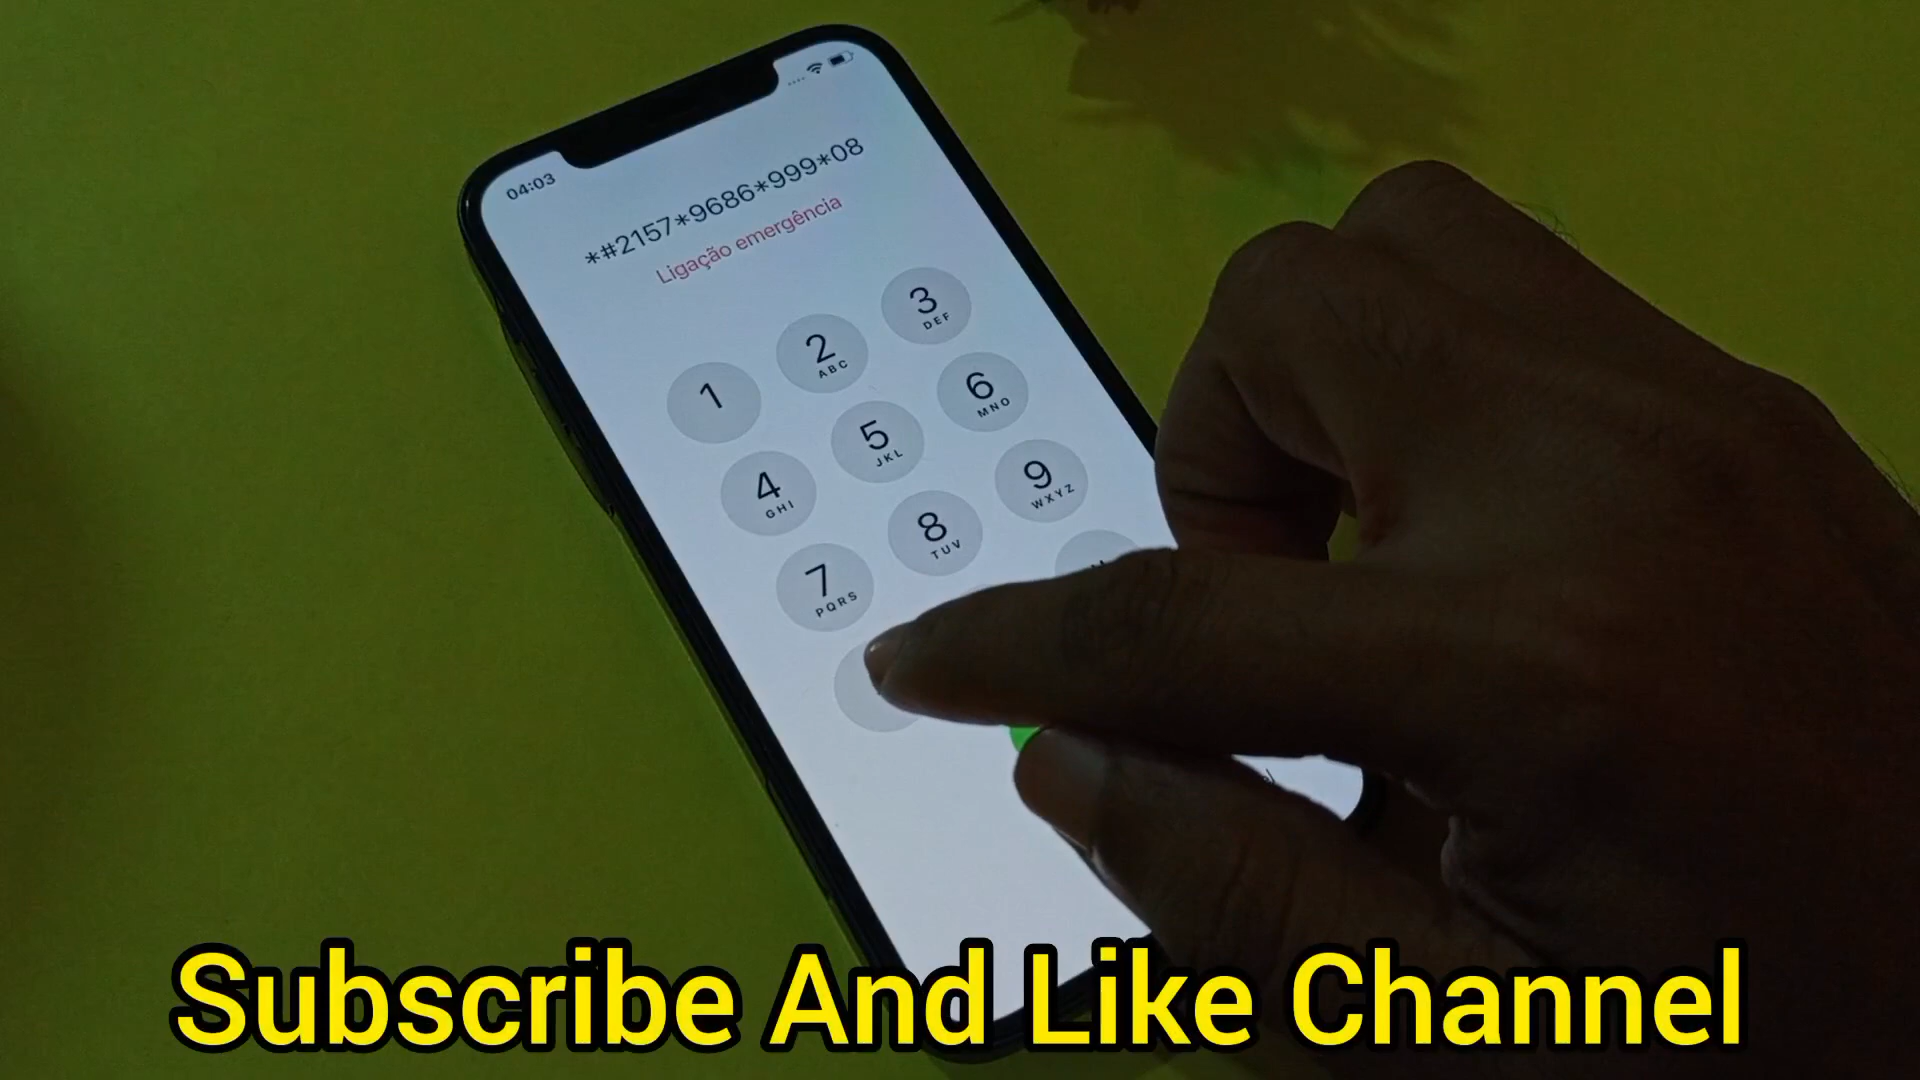 04:03
*#2157*9686*999*08
Ligação emergência
1
2
ABC
3
DEF
4
GHI
5
JKL
6
MNO
7
PQRS
8
TUV
9
WXYZ
Subscribe And Like Channel